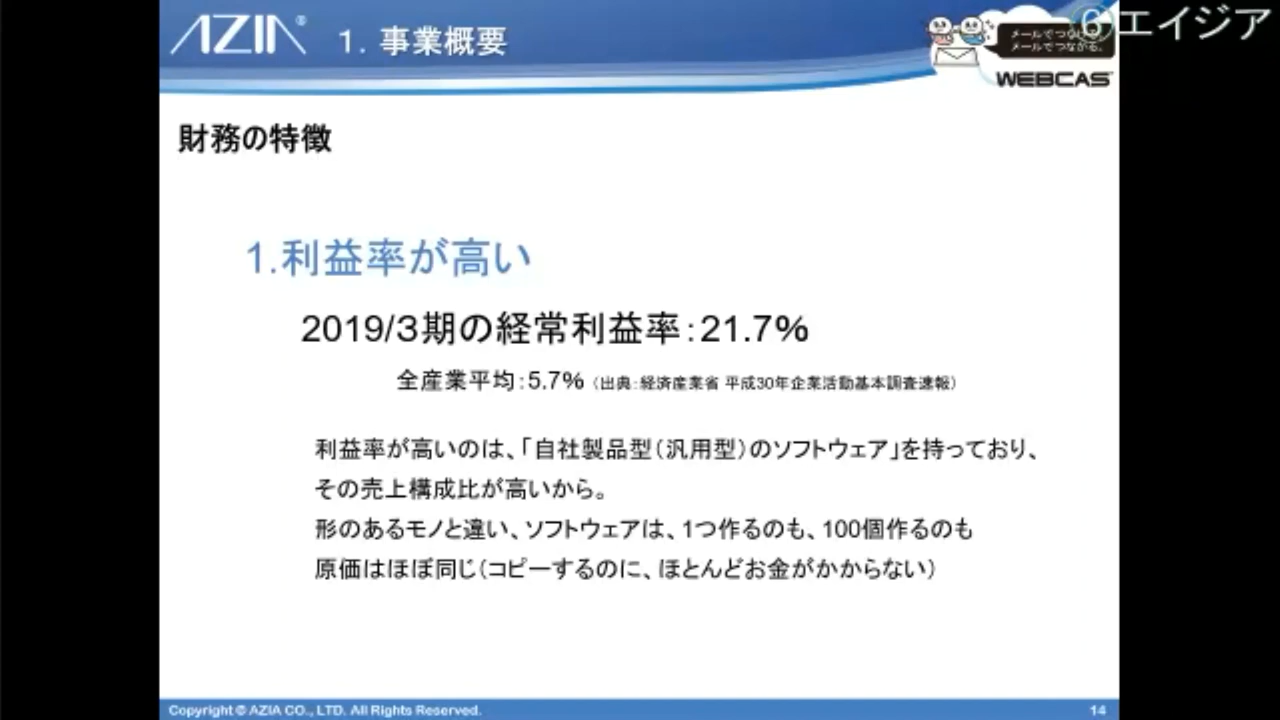 AZIA®
1. 事業概要
⑥エイジア
メールでつながる。
WEBCAS
財務の特徴
1.利益率が高い
2019/3期の経常利益率：21.7%
全産業平均：5.7%（出典：経済産業省 平成30年企業活動基本調査速報）
利益率が高いのは、「自社製品型（汎用型）のソフトウェア」を持っており、
その売上構成比が高いから。
形のあるモノと違い、ソフトウェアは、1つ作るのも、100個作るのも
原価はほぼ同じ（コピーするのに、ほとんどお金がかからない）
Copyright © AZIA CO., LTD. All Rights Reserved.
14